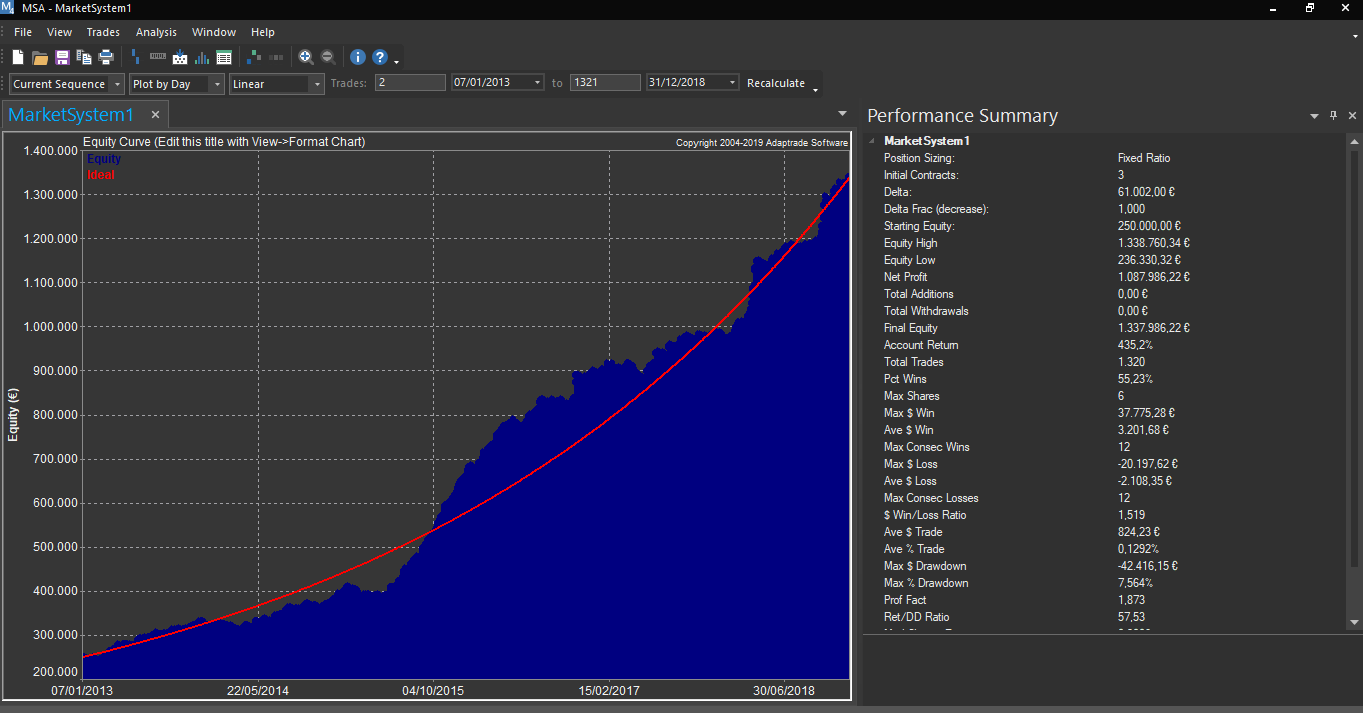 MSA - MarketSystem1
File View Trades Analysis Window Help
Current Sequence Plot by Day Linear Trades: 2 07/01/2013 to 1321 31/12/2018 Recalculate
MarketSystem1
Equity Curve (Edit this title with View->Format Chart)
Copyright 2004-2019 Adaptrade Software
Equity
Ideal
Equity (€)
1.400.000
1.300.000
1.200.000
1.100.000
1.000.000
900.000
800.000
700.000
600.000
500.000
400.000
300.000
200.000
07/01/2013 22/05/2014 04/10/2015 15/02/2017 30/06/2018
Performance Summary
MarketSystem1
Position Sizing: Fixed Ratio
Initial Contracts: 3
Delta: 61.002,00 €
Delta Frac (decrease): 1,000
Starting Equity: 250.000,00 €
Equity High 1.338.760,34 €
Equity Low 236.330,32 €
Net Profit 1.087.986,22 €
Total Additions 0,00 €
Total Withdrawals 0,00 €
Final Equity 1.337.986,22 €
Account Return 435,2%
Total Trades 1.320
Pct Wins 55,23%
Max Shares 6
Max $ Win 37.775,28 €
Ave $ Win 3.201,68 €
Max Consec Wins 12
Max $ Loss -20.197,62 €
Ave $ Loss -2.108,35 €
Max Consec Losses 12
$ Win/Loss Ratio 1,519
Ave $ Trade 824,23 €
Ave % Trade 0,1292%
Max $ Drawdown -42.416,15 €
Max % Drawdown 7,564%
Prof Fact 1,873
Ret/DD Ratio 57,53